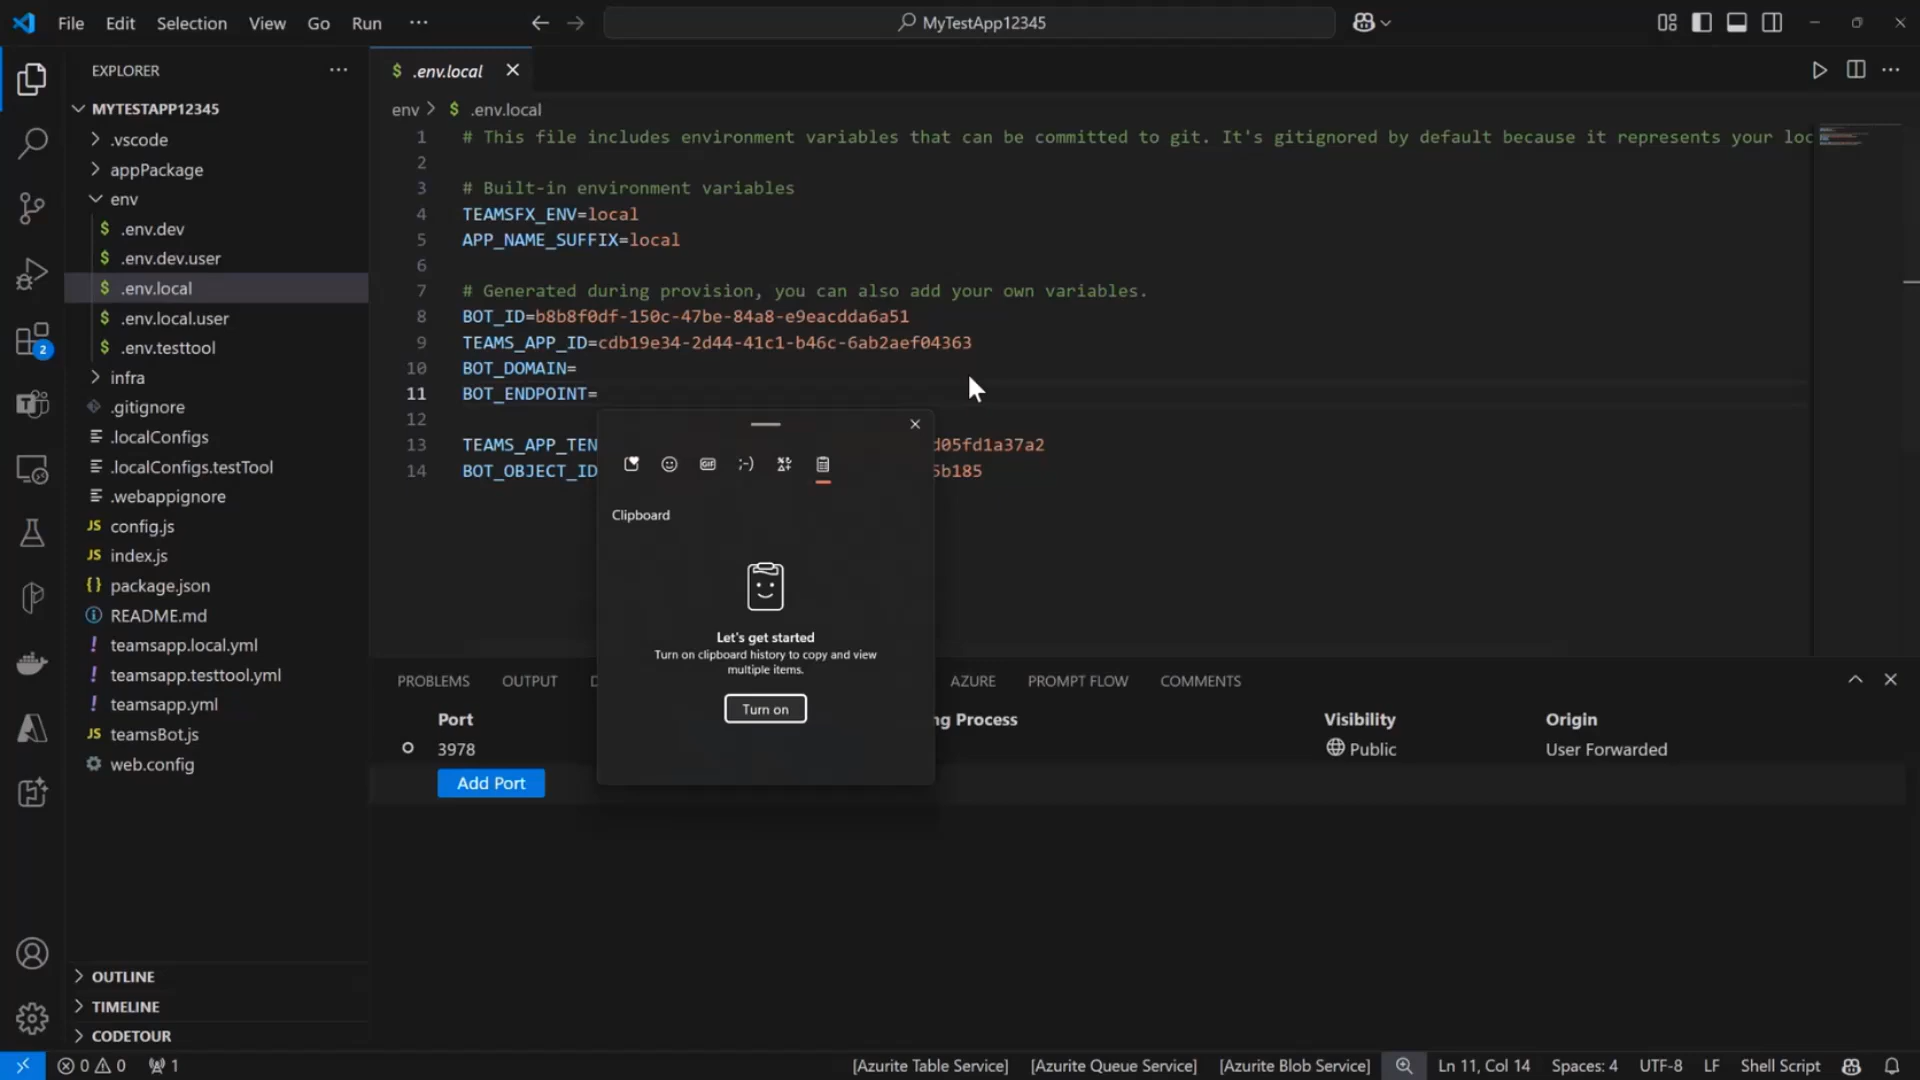 File Edit Selection View Go Run ···
MyTestApp12345
EXPLORER
MYTESTAPP12345
.vscode
appPackage
env
$ .env.dev
$ .env.dev.user
$ .env.local
$ .env.local.user
$ .env.testtool
infra
.gitignore
.localConfigs
.localConfigs.testTool
.webappignore
JS config.js
JS index.js
{} package.json
README.md
! teamsapp.local.yml
! teamsapp.testtool.yml
! teamsapp.yml
JS teamsBot.js
web.config
OUTLINE
TIMELINE
CODETOUR
2
$ .env.local
env > $ .env.local
1 # This file includes environment variables that can be committed to git. It's gitignored by default because it represents your loc
2
3 # Built-in environment variables
4 TEAMSFX_ENV=local
5 APP_NAME_SUFFIX=local
6
7 # Generated during provision, you can also add your own variables.
8 BOT_ID=b8b8f0df-150c-47be-84a8-e9eacdda6a51
9 TEAMS_APP_ID=cdb19e34-2d44-41c1-b46c-6ab2aef04363
10 BOT_DOMAIN=
11 BOT_ENDPOINT=
12
13 TEAMS_APP_TEN d05fd1a37a2
14 BOT_OBJECT_ID 5b185
GIF ;-)
Clipboard
Let's get started
Turn on clipboard history to copy and view
multiple items.
Turn on
PROBLEMS OUTPUT D AZURE PROMPT FLOW COMMENTS
Port ng Process Visibility Origin
3978 Public User Forwarded
Add Port
0 0 1 [Azurite Table Service] [Azurite Queue Service] [Azurite Blob Service] Ln 11, Col 14 Spaces: 4 UTF-8 LF Shell Script